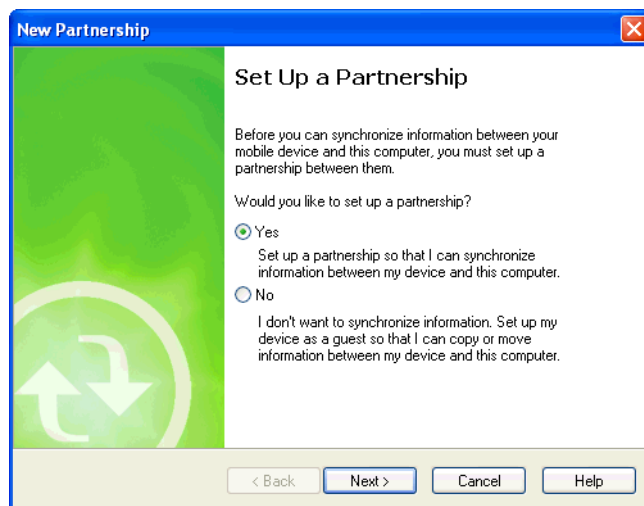 New Partnership
Set Up a Partnership
Before you can synchronize information between your
mobile device and this computer, you must set up a
partnership between them.
Would you like to set up a partnership?
Yes
Set up a partnership so that I can synchronize
information between my device and this computer.
No
I don't want to synchronize information. Set up my
device as a guest so that I can copy or move
information between my device and this computer.
< Back
Next >
Cancel
Help